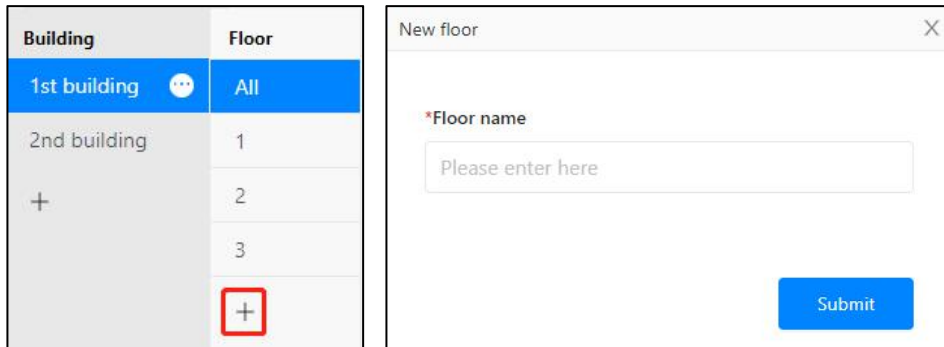 Building
Floor
1st building
All
2nd building
1
+
2
3
+
New floor
X
*Floor name
Please enter here
Submit